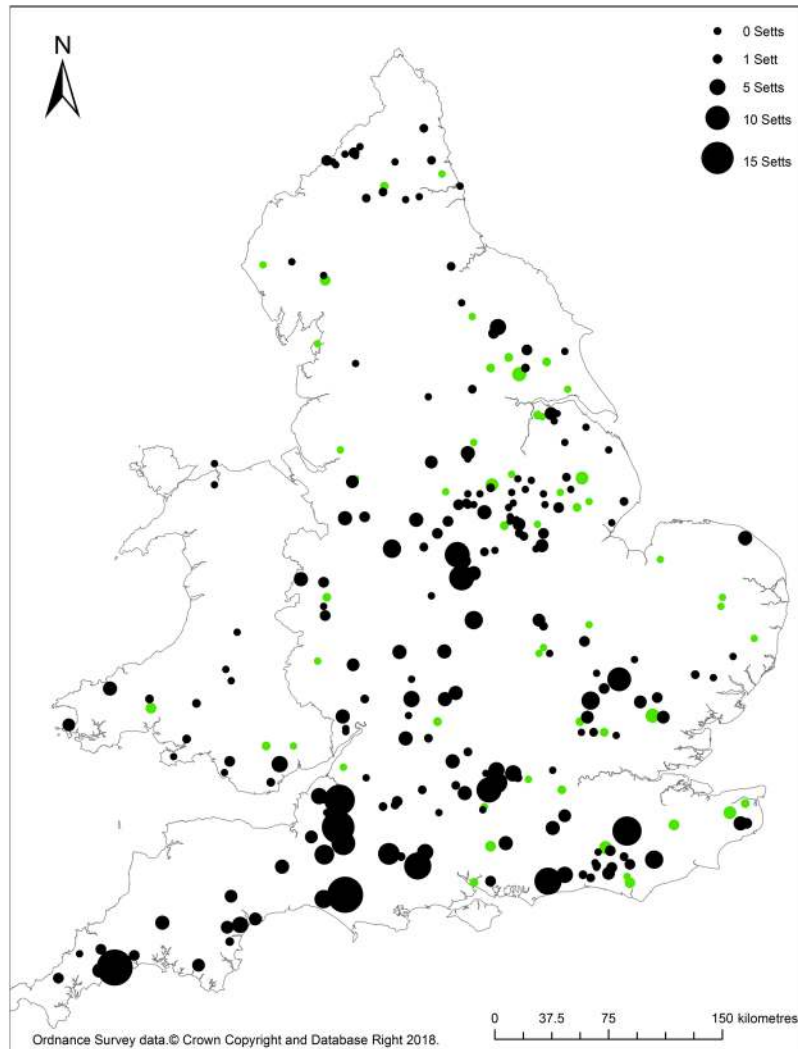 N
0 Setts
1 Sett
5 Setts
10 Setts
15 Setts
0 37.5 75 150 kilometres
Ordnance Survey data.© Crown Copyright and Database Right 2018.